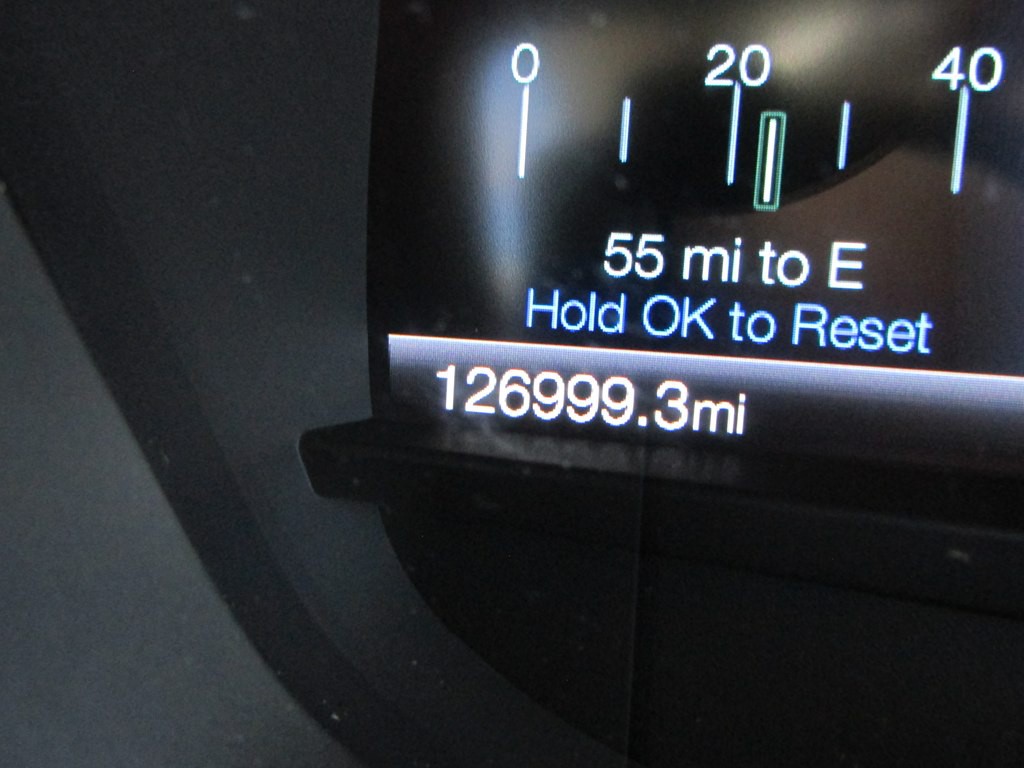 0 20 40
55 mi to E
Hold OK to Reset
126999.3mi